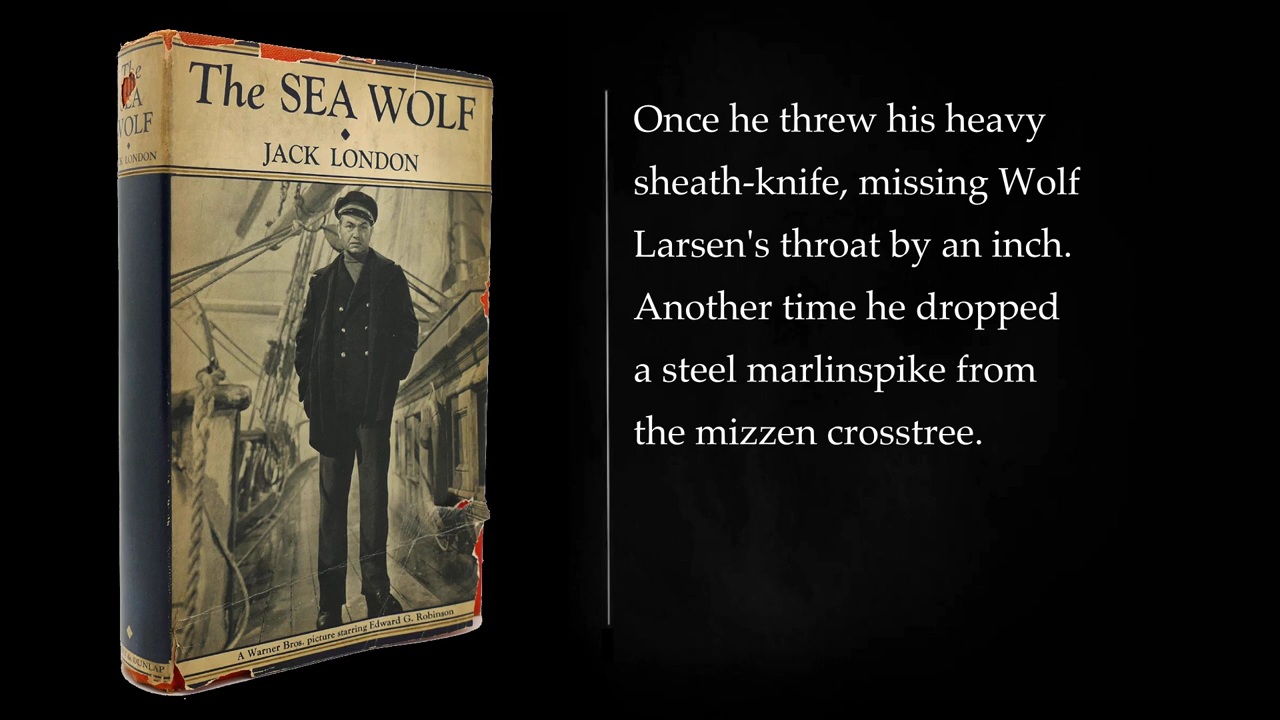 The
SEA
WOLF
LONDON
DUNLAP
The SEA WOLF
JACK LONDON
A Warner Bros. picture starring Edward G. Robinson
Once he threw his heavy
sheath-knife, missing Wolf
Larsen's throat by an inch.
Another time he dropped
a steel marlinspike from
the mizzen crosstree.